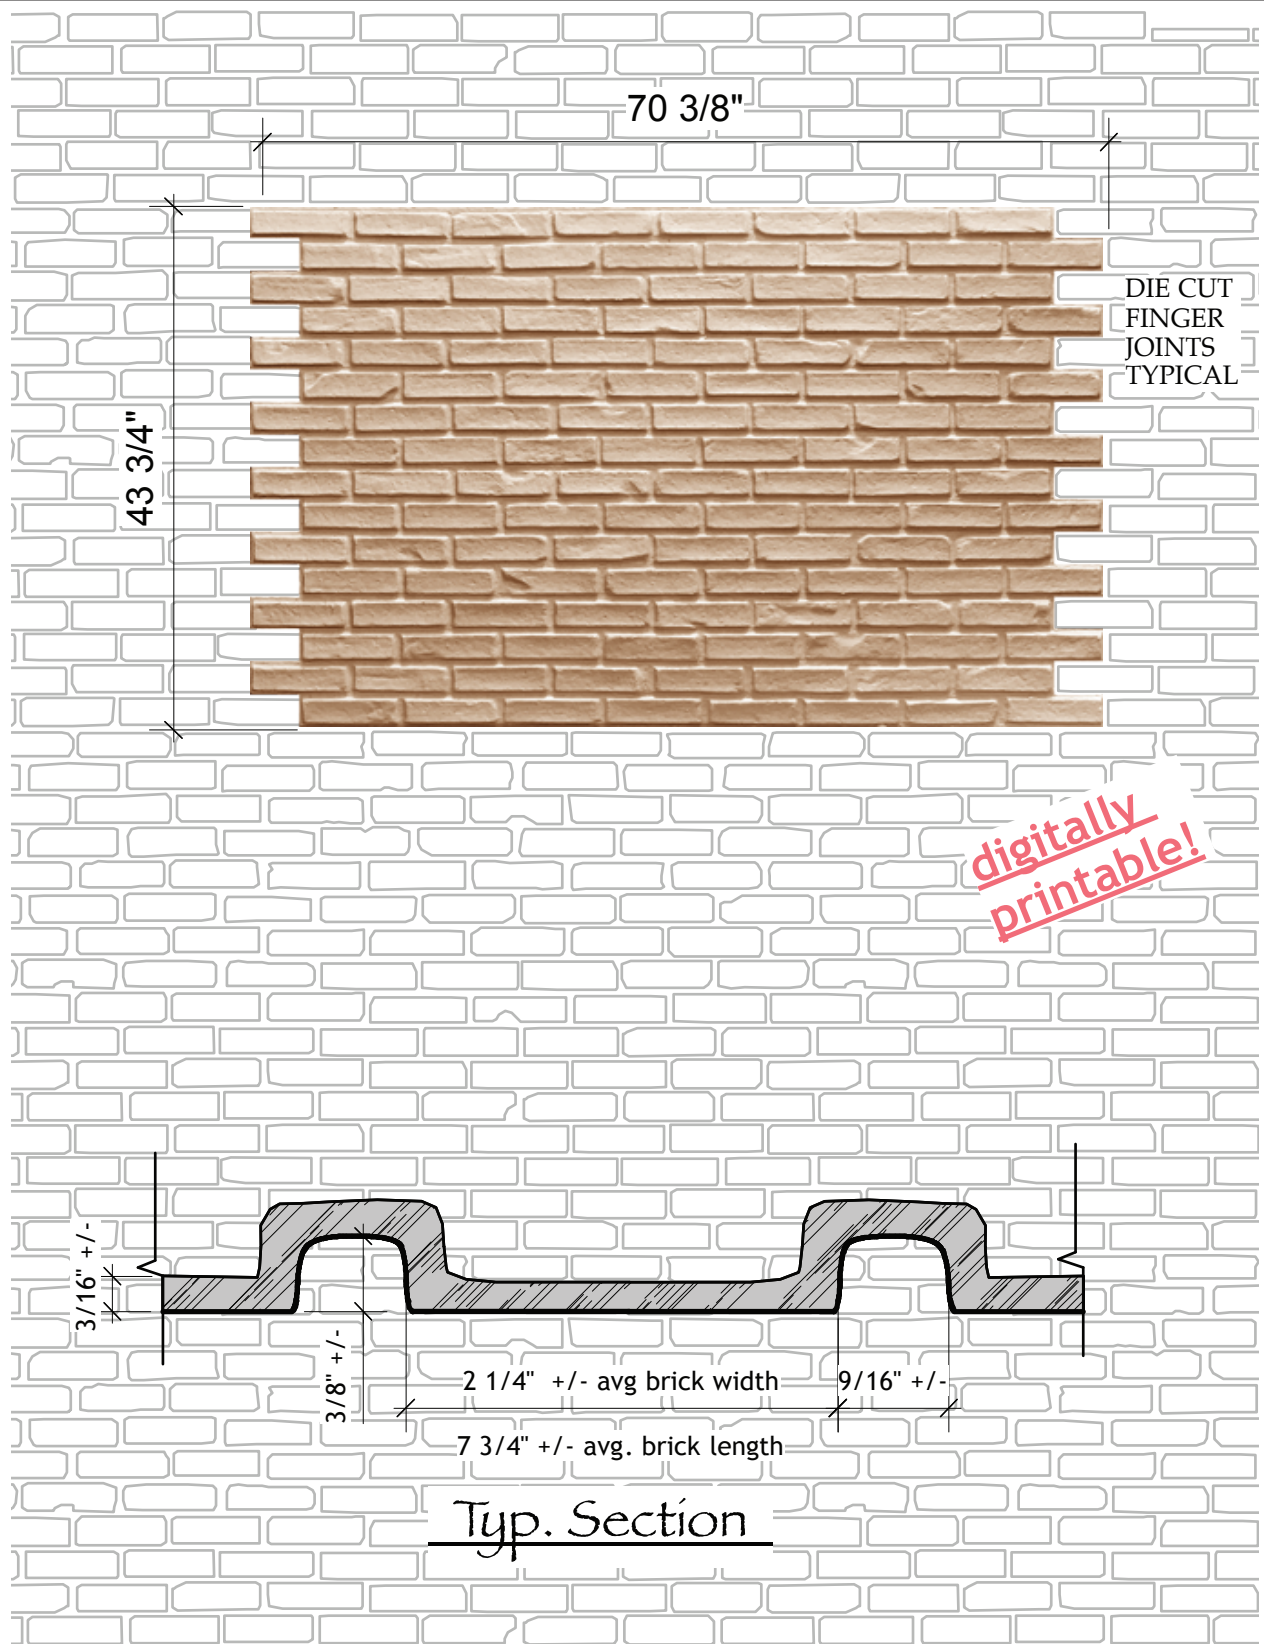 70 3/8"
43 3/4"
DIE CUT
FINGER
JOINTS
TYPICAL
digitally
printable!
3/16" +/-
3/8" +/-
2 1/4"  +/- avg brick width
9/16" +/-
7 3/4" +/- avg. brick length
Typ. Section